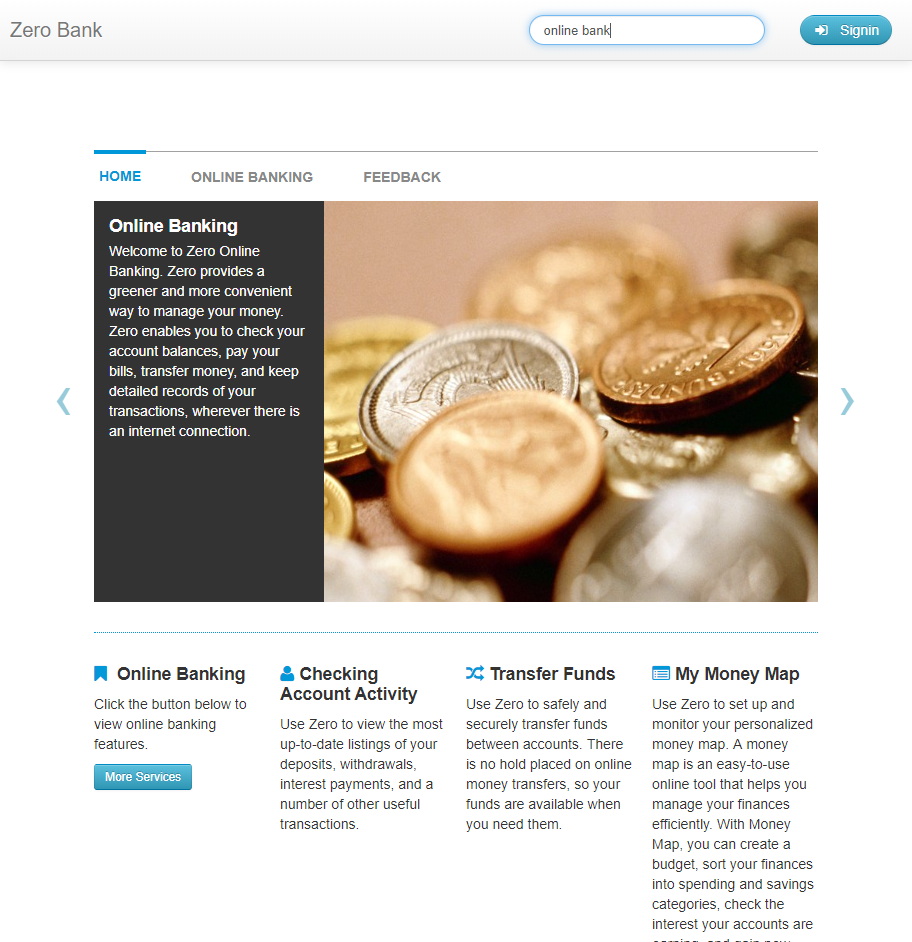 Zero Bank
online bank
Signin
HOME
ONLINE BANKING
FEEDBACK
Online Banking
Welcome to Zero Online
Banking. Zero provides a
greener and more convenient
way to manage your money.
Zero enables you to check your
account balances, pay your
bills, transfer money, and keep
detailed records of your
transactions, wherever there is
an internet connection.
Online Banking
Click the button below to
view online banking
features.
More Services
Checking
Account Activity
Use Zero to view the most
up-to-date listings of your
deposits, withdrawals,
interest payments, and a
number of other useful
transactions.
Transfer Funds
Use Zero to safely and
securely transfer funds
between accounts. There
is no hold placed on online
money transfers, so your
funds are available when
you need them.
My Money Map
Use Zero to set up and
monitor your personalized
money map. A money
map is an easy-to-use
online tool that helps you
manage your finances
efficiently. With Money
Map, you can create a
budget, sort your finances
into spending and savings
categories, check the
interest your accounts are